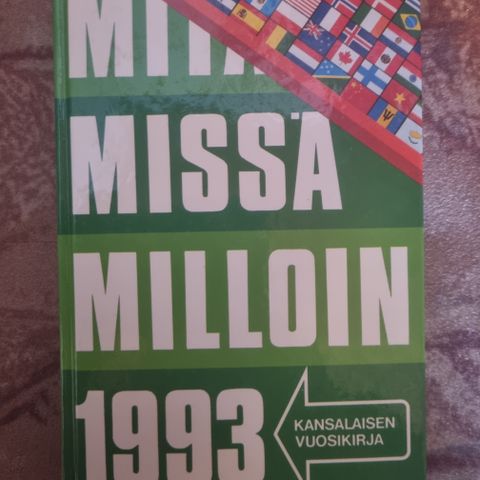 MITÄ
MISSÄ
MILLOIN
1993
KANSALAISEN
VUOSIKIRJA